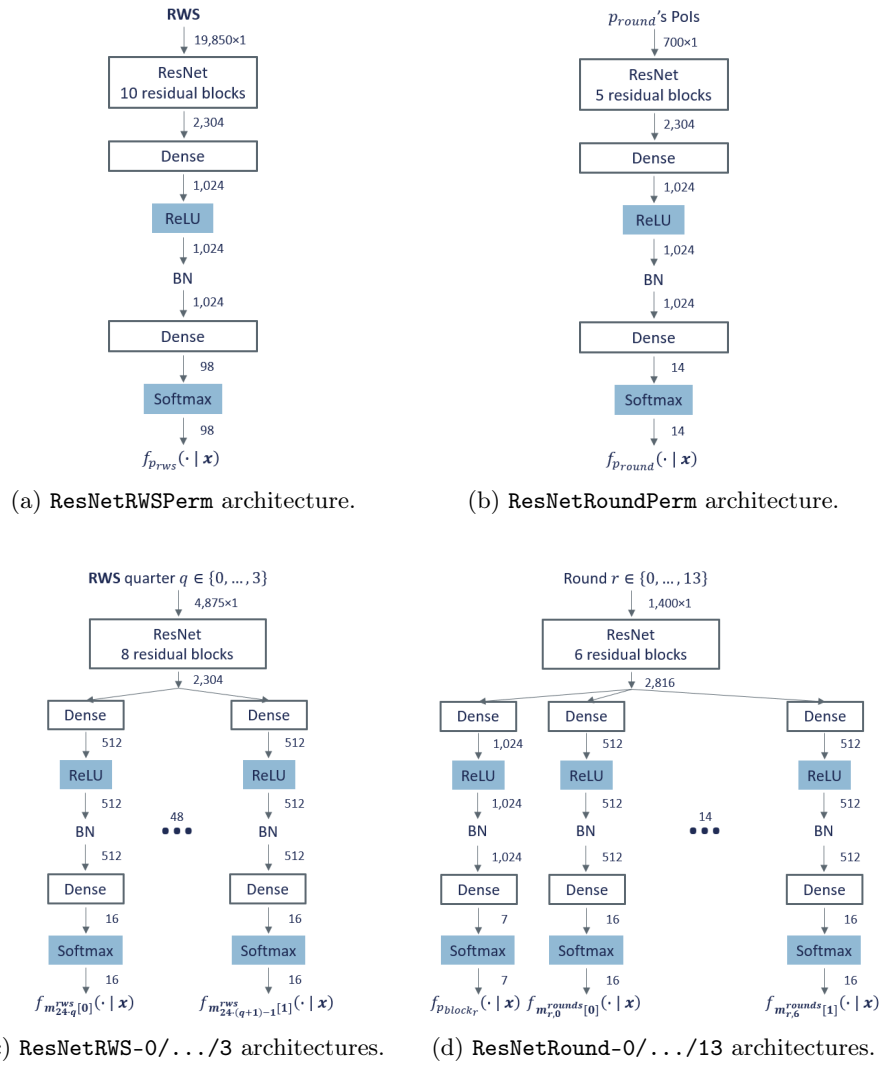 RWS
19,850×1
ResNet
10 residual blocks
2,304
Dense
1,024
ReLU
1,024
BN
1,024
Dense
98
Softmax
98
f_{p_{rws}}(· | x)
(a) ResNetRWSPerm architecture.
p_{round}'s PoIs
700×1
ResNet
5 residual blocks
2,304
Dense
1,024
ReLU
1,024
BN
1,024
Dense
14
Softmax
14
f_{p_{round}}(· | x)
(b) ResNetRoundPerm architecture.
RWS quarter q ∈ {0, ..., 3}
4,875×1
ResNet
8 residual blocks
2,304
Dense Dense
512 512
ReLU ReLU
512 512
48
BN ••• BN
512 512
Dense Dense
16 16
Softmax Softmax
16 16
f_{m^{rws}_{24·q}[0]}(· | x) f_{m^{rws}_{24·(q+1)−1}[1]}(· | x)
) ResNetRWS-0/.../3 architectures.
Round r ∈ {0, ..., 13}
1,400×1
ResNet
6 residual blocks
2,816
Dense Dense Dense
1,024 512 512
ReLU ReLU ReLU
1,024 512 512
14
BN BN ••• BN
1,024 512 512
Dense Dense Dense
7 16 16
Softmax Softmax Softmax
7 16 16
f_{p_{block_r}}(· | x) f_{m^{rounds}_{r,0}[0]}(· | x) f_{m^{rounds}_{r,6}[1]}(· | x)
(d) ResNetRound-0/.../13 architectures.